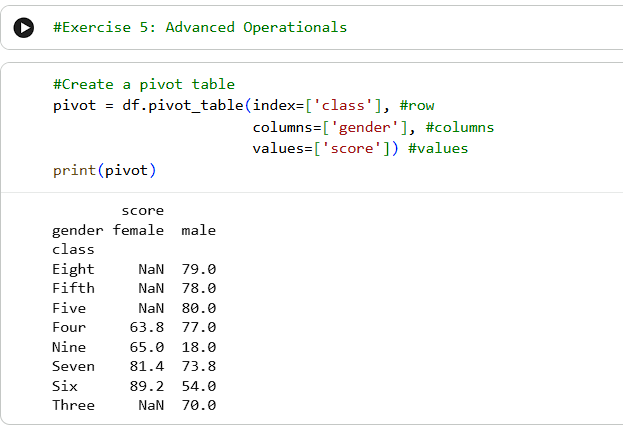 #Exercise 5: Advanced Operationals
#Create a pivot table
pivot = df.pivot_table(index=['class'], #row
                       columns=['gender'], #columns
                       values=['score']) #values
print(pivot)
        score
gender female  male
class
Eight     NaN  79.0
Fifth     NaN  78.0
Five      NaN  80.0
Four     63.8  77.0
Nine     65.0  18.0
Seven    81.4  73.8
Six      89.2  54.0
Three     NaN  70.0